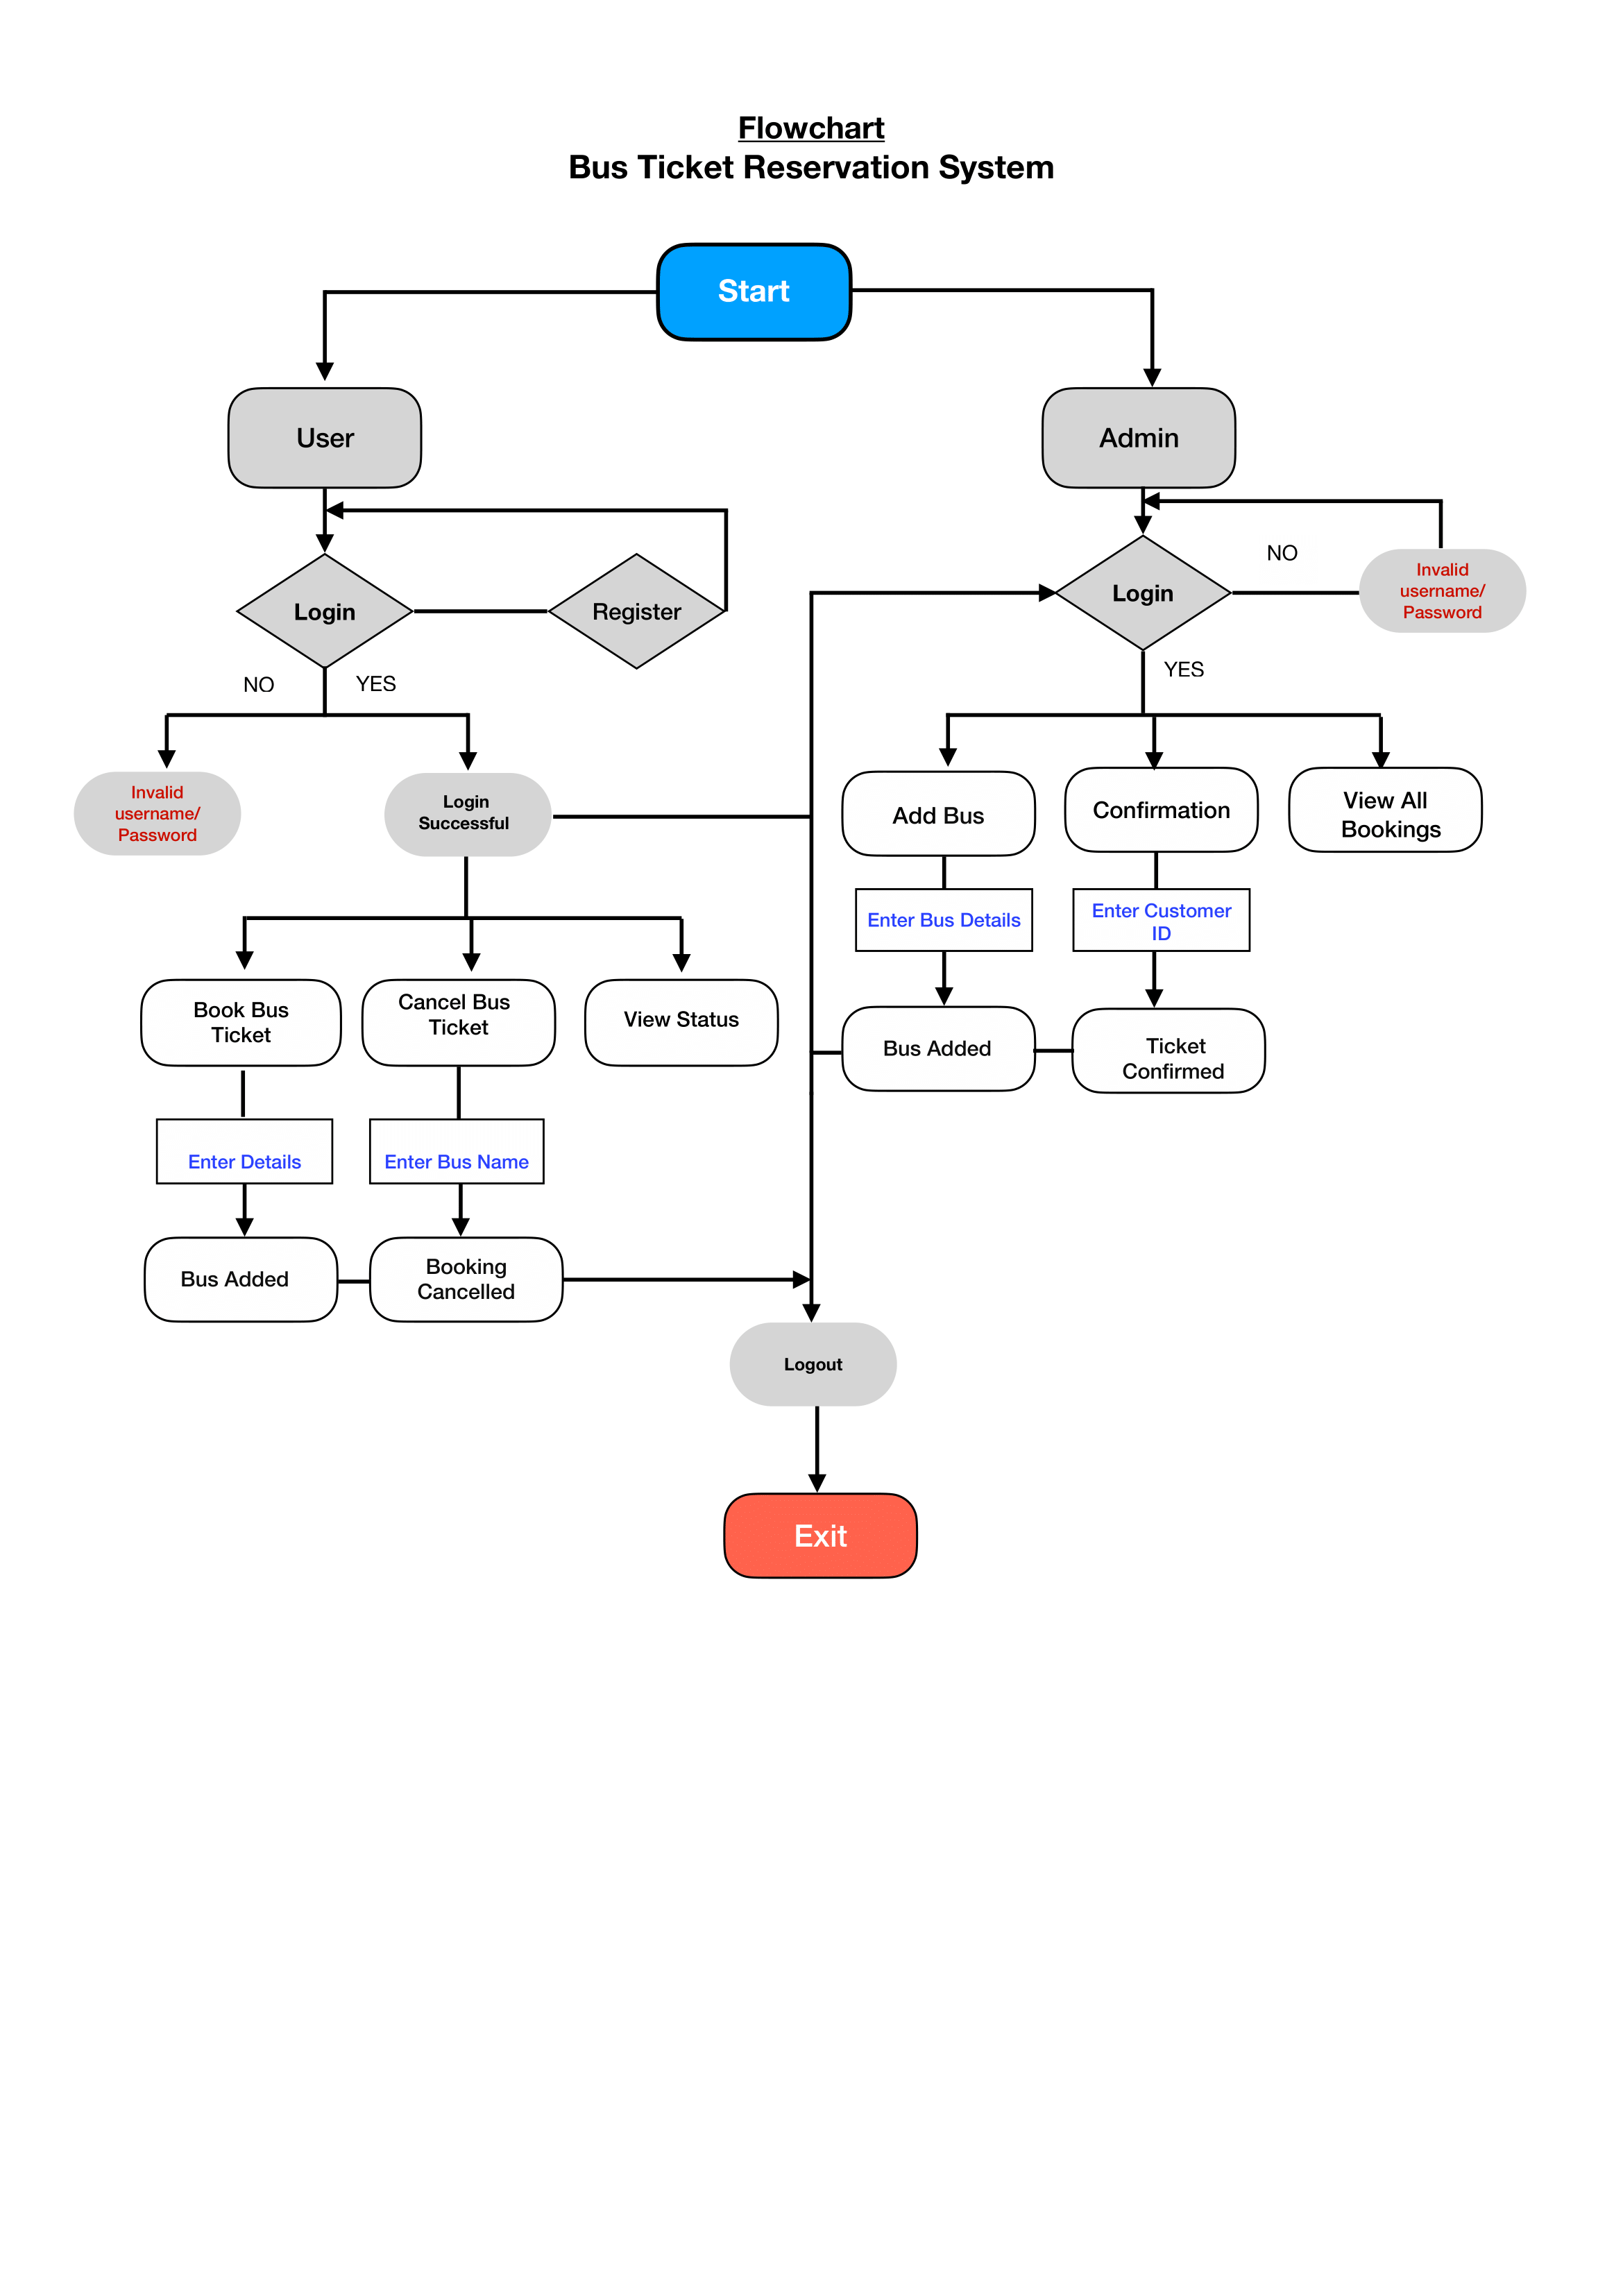 Flowchart
Bus Ticket Reservation System
Start
User
Admin
Login
Register
Login
NO
Invalid
username/
Password
NO
YES
YES
Invalid
username/
Password
Login
Successful
Add Bus
Confirmation
View All
Bookings
Enter Bus Details
Enter Customer
ID
Book Bus
Ticket
Cancel Bus
Ticket
View Status
Bus Added
Ticket
Confirmed
Enter Details
Enter Bus Name
Bus Added
Booking
Cancelled
Logout
Exit